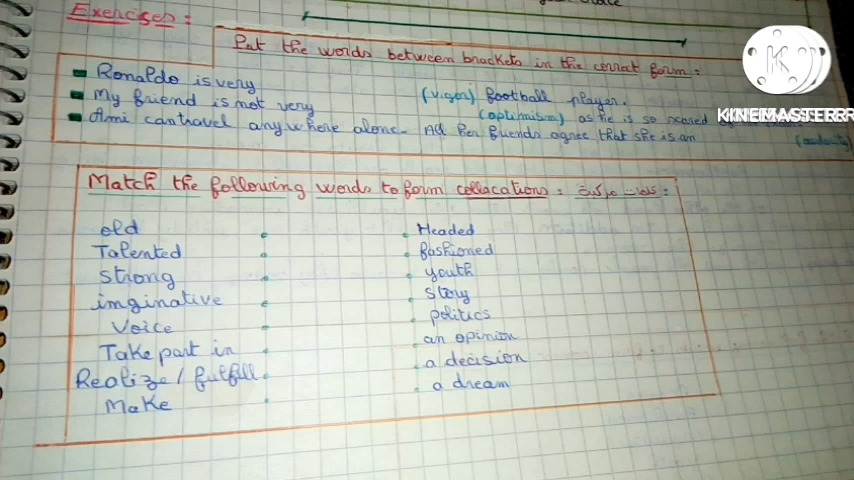 Exercises :
Put the words between brackets in the correct form :
Ronaldo is very (vigor) football player.
My friend is not very (optimism) as he is so scared
Ami can travel anywhere alone. All her friends agree that she is an
Match the following words to form collocations : كلمات مركبة :
old Headed
Talented fashioned
strong youth
imginative story
Voice politics
Take part in an opinion
Realize / fulfill a decision
Make a dream
KINEMASTER